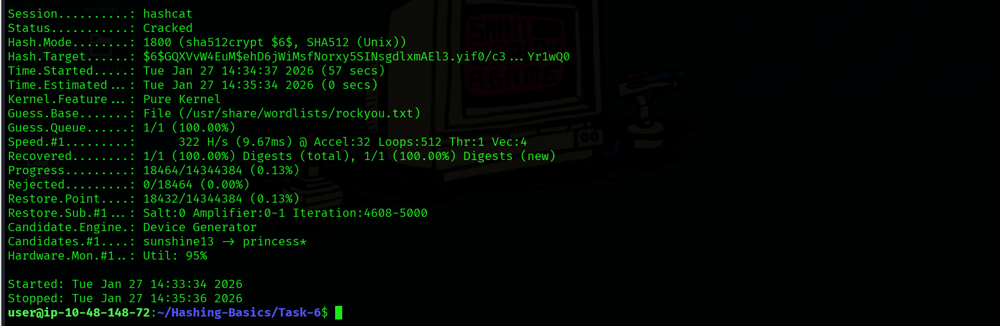 Session..........: hashcat
Status...........: Cracked
Hash.Mode........: 1800 (sha512crypt $6$, SHA512 (Unix))
Hash.Target......: $6$GQXVvW4EuM$ehD6jWiMsfNorxy5SINsgdlxmAEl3.yif0/c3...Yr1wQ0
Time.Started.....: Tue Jan 27 14:34:37 2026 (57 secs)
Time.Estimated...: Tue Jan 27 14:35:34 2026 (0 secs)
Kernel.Feature...: Pure Kernel
Guess.Base.......: File (/usr/share/wordlists/rockyou.txt)
Guess.Queue......: 1/1 (100.00%)
Speed.#1.........:      322 H/s (9.67ms) @ Accel:32 Loops:512 Thr:1 Vec:4
Recovered........: 1/1 (100.00%) Digests (total), 1/1 (100.00%) Digests (new)
Progress.........: 18464/14344384 (0.13%)
Rejected.........: 0/18464 (0.00%)
Restore.Point....: 18432/14344384 (0.13%)
Restore.Sub.#1...: Salt:0 Amplifier:0-1 Iteration:4608-5000
Candidate.Engine.: Device Generator
Candidates.#1....: sunshine13 -> princess*
Hardware.Mon.#1..: Util: 95%
Started: Tue Jan 27 14:33:34 2026
Stopped: Tue Jan 27 14:35:36 2026
user@ip-10-48-148-72:~/Hashing-Basics/Task-6$
SHALL
A GAME